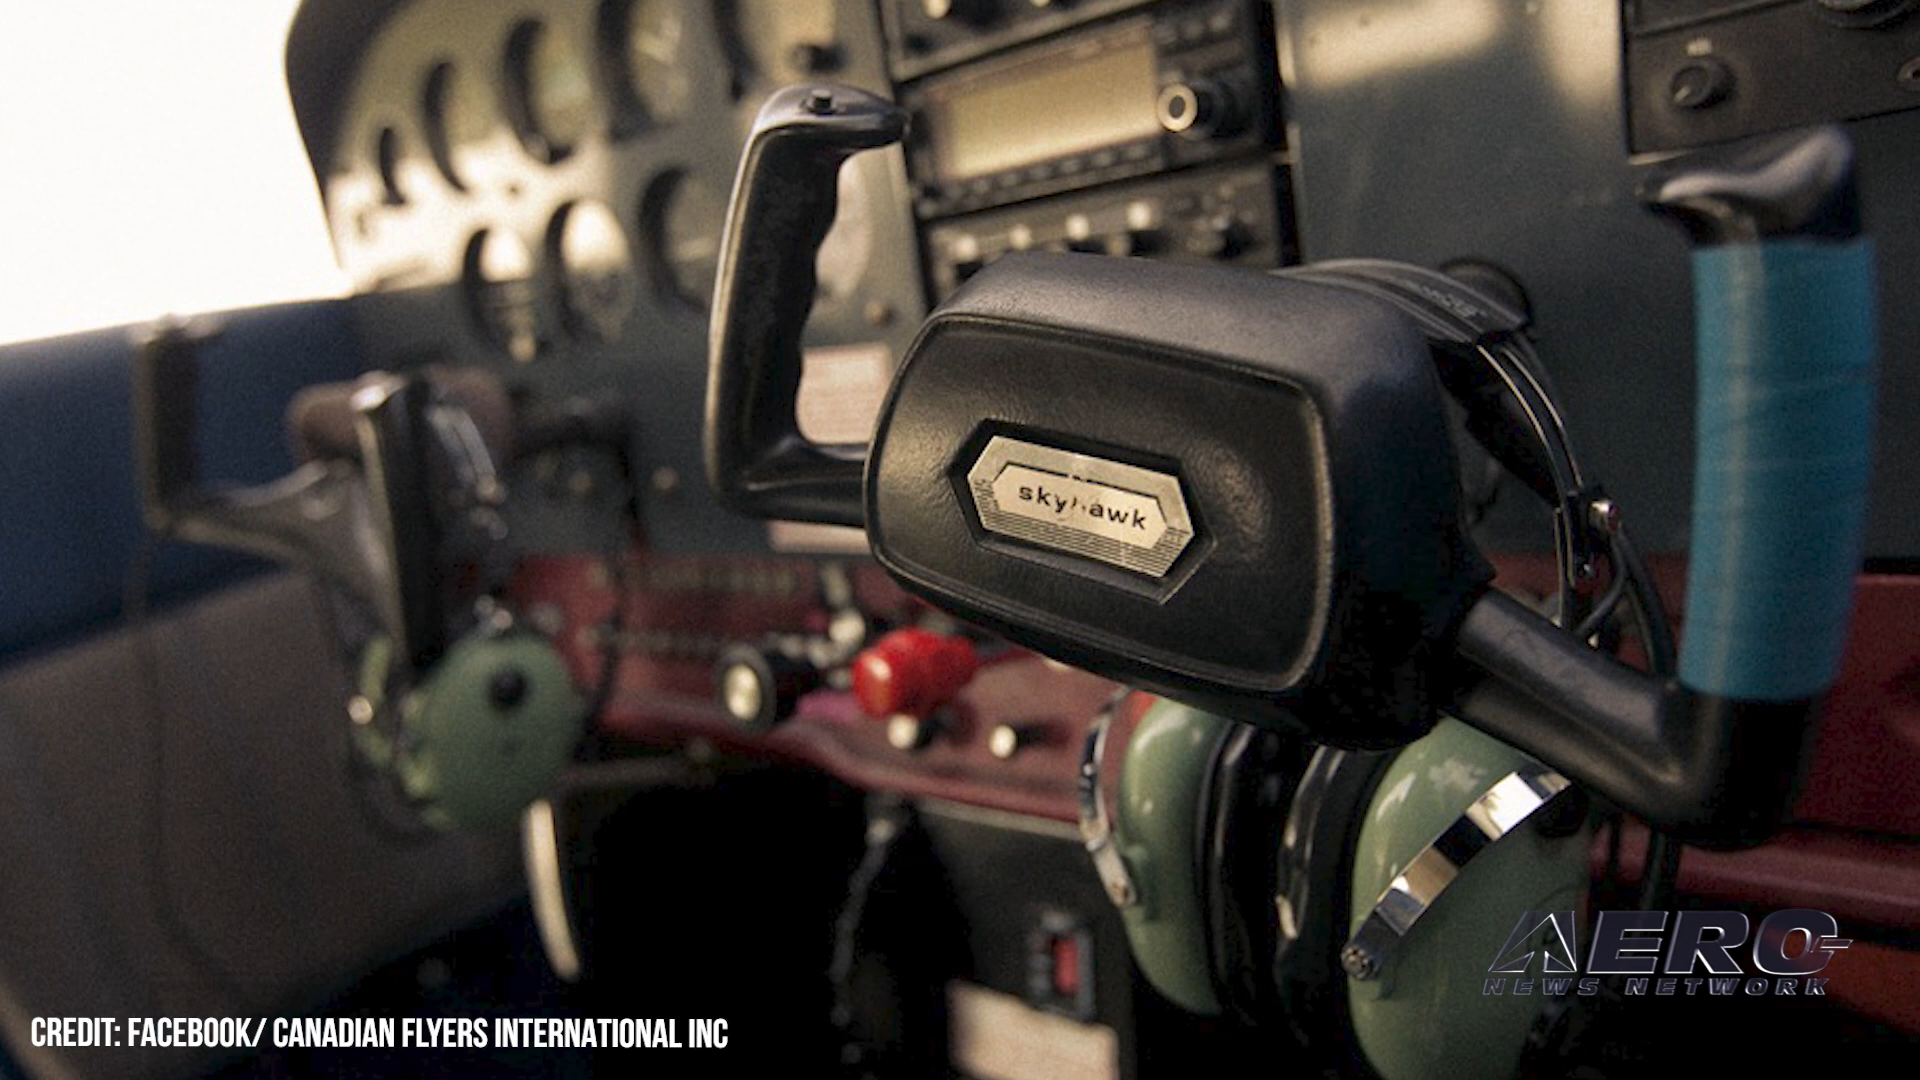 skyhawk
AERO
NEWS NETWORK
CREDIT: FACEBOOK/ CANADIAN FLYERS INTERNATIONAL INC